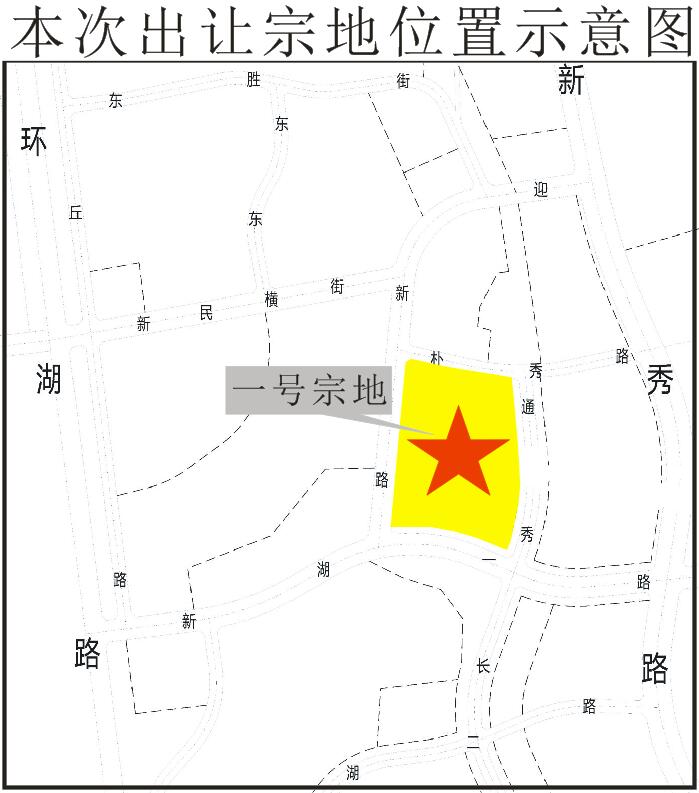 本次出让宗地位置示意图
新
东 胜 街
东
环
迎
丘
东
横
街
新
新 民
路
朴 秀
湖
秀
一号宗地
通
路
秀
一
湖
路
路
新
路
长
路
路
二
湖